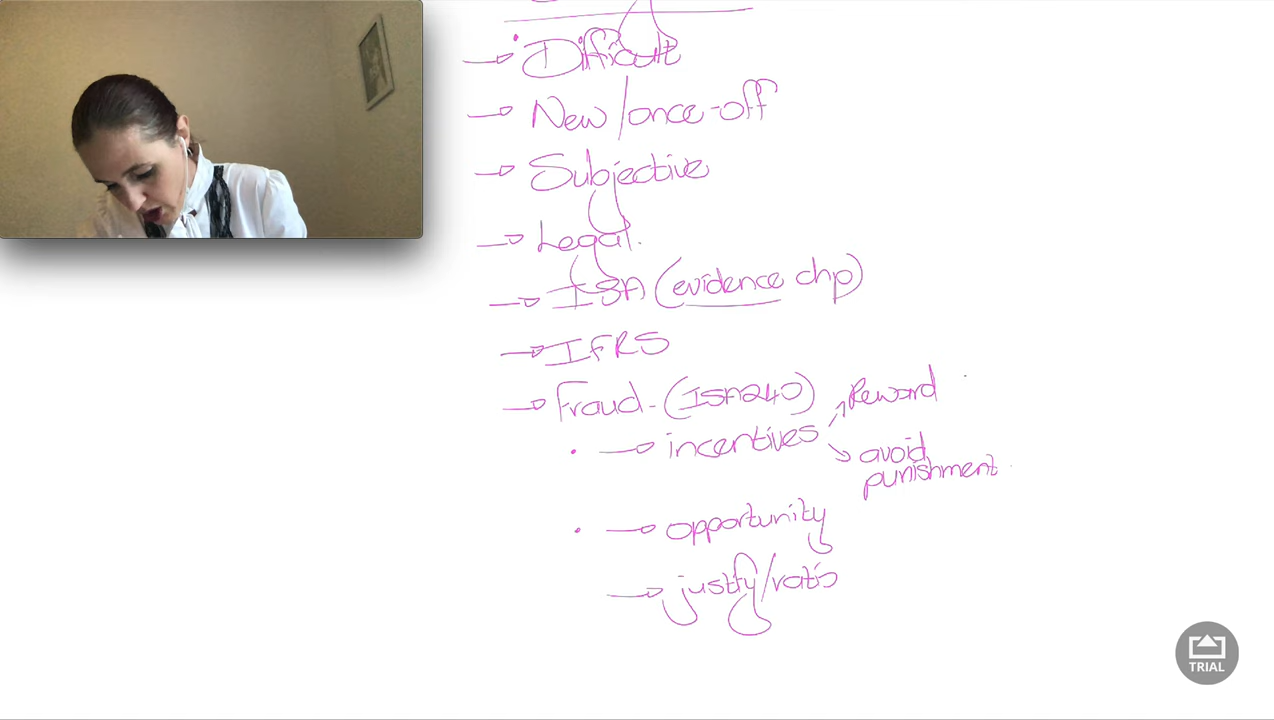 Difficult
New/once-off
Subjective
Legal.
ISA (evidence chp)
IFRS
Fraud - (ISA240)
Reward
incentives
avoid
punishment
opportunity
justfy/ratio
TRIAL